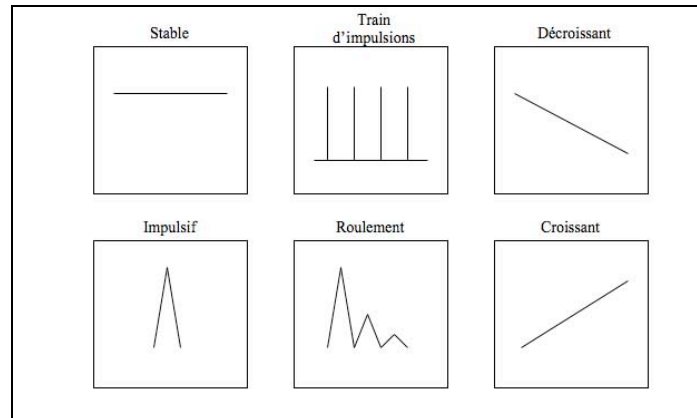 Stable
Train
d'impulsions
Décroissant
Impulsif
Roulement
Croissant